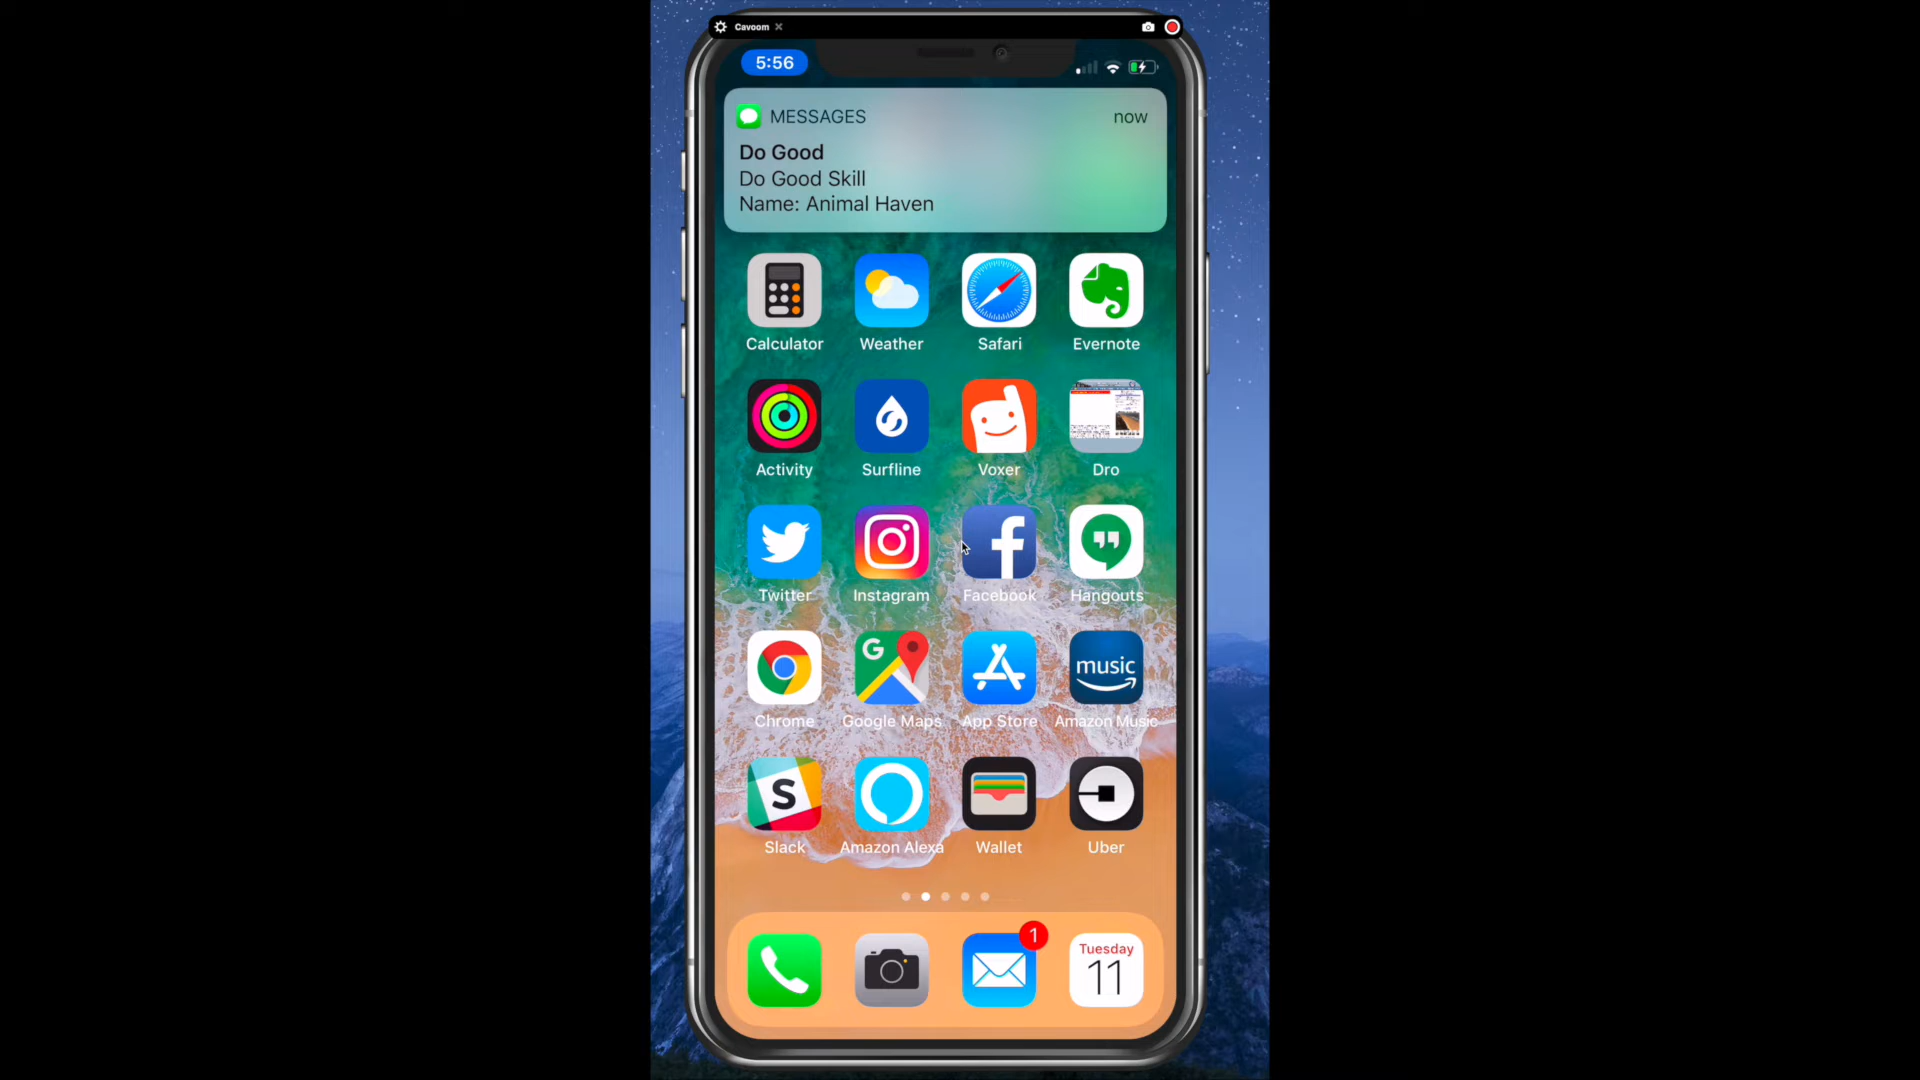 Cavoom
5:56
MESSAGES now
Do Good
Do Good Skill
Name: Animal Haven
Calculator Weather Safari Evernote
Activity Surfline Voxer Dro
Twitter Instagram Facebook Hangouts
G music
Chrome Google Maps App Store Amazon Music
S
Slack Amazon Alexa Wallet Uber
1
Tuesday
11